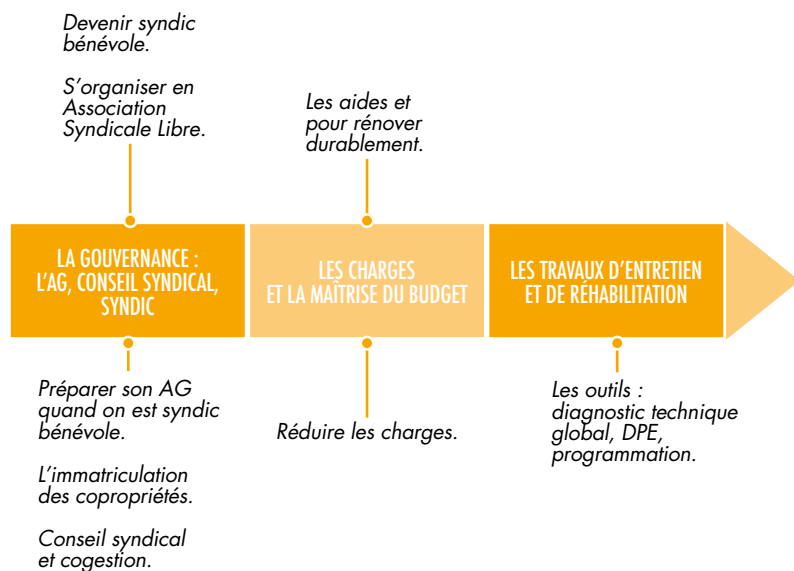 Devenir syndic
bénévole.
S'organiser en
Association
Syndicale Libre.
Les aides et
pour rénover
durablement.
LA GOUVERNANCE :
L'AG, CONSEIL SYNDICAL,
SYNDIC
LES CHARGES
ET LA MAÎTRISE DU BUDGET
LES TRAVAUX D'ENTRETIEN
ET DE RÉHABILITATION
Préparer son AG
quand on est syndic
bénévole.
L'immatriculation
des copropriétés.
Conseil syndical
et cogestion.
Réduire les charges.
Les outils :
diagnostic technique
global, DPE,
programmation.